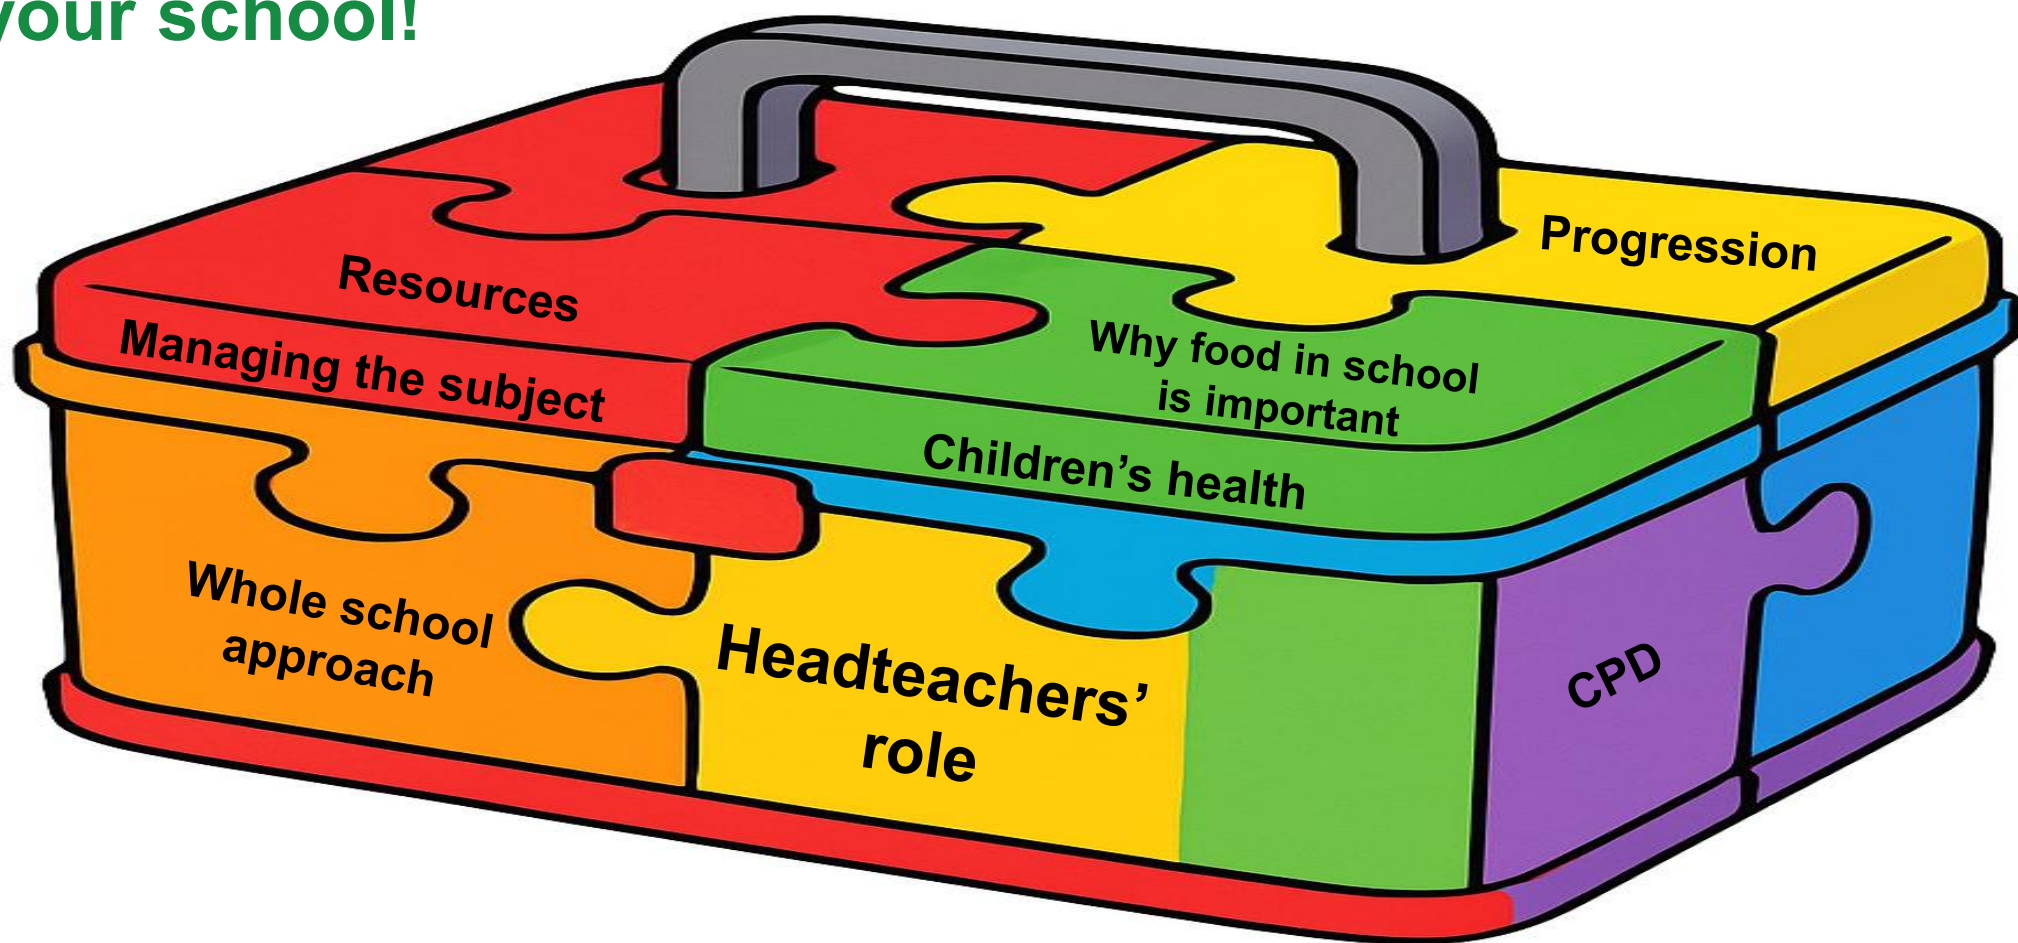 your school!
Progression
Resources
Managing the subject
Why food in school
is important
Children’s health
Whole school
approach
Headteachers’
role
CPD